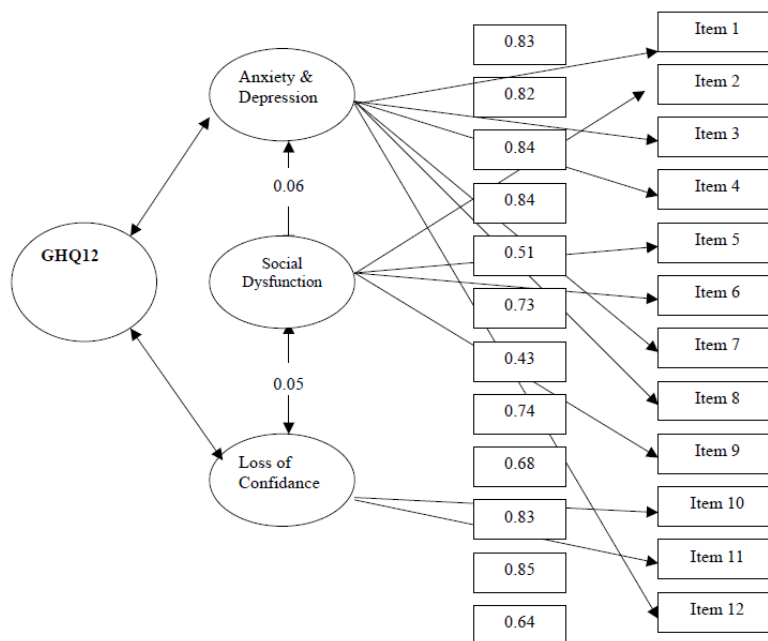 Anxiety &
Depression
0.06
GHQ12
Social
Dysfunction
0.05
Loss of
Confidance
0.83
0.82
0.84
0.84
0.51
0.73
0.43
0.74
0.68
0.83
0.85
0.64
Item 1
Item 2
Item 3
Item 4
Item 5
Item 6
Item 7
Item 8
Item 9
Item 10
Item 11
Item 12